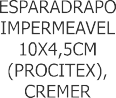 ESPARADRAPO
IMPERMEAVEL
10X4,5CM
(PROCITEX),
CREMER